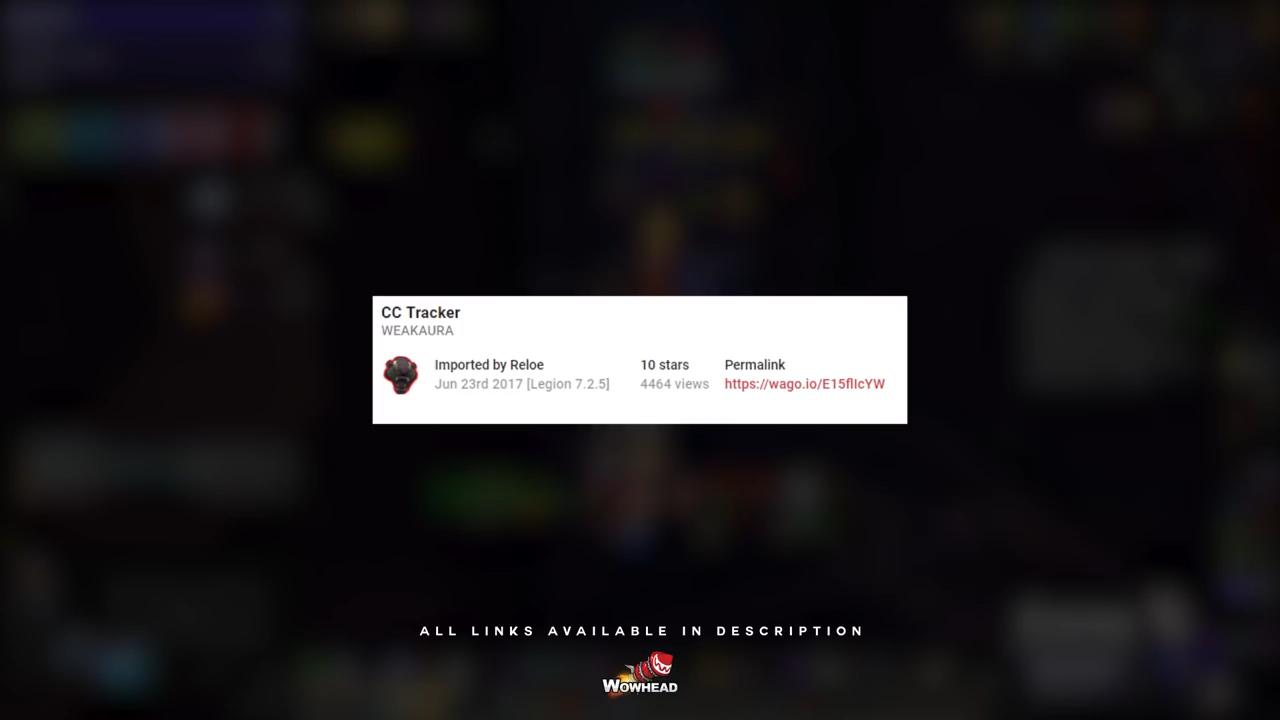 CC Tracker
WEAKAURA
Imported by Reloe
10 stars
Permalink
Jun 23rd 2017 [Legion 7.2.5]
4464 views
https://wago.io/E15flIcYW
ALL LINKS AVAILABLE IN DESCRIPTION
WOWHEAD